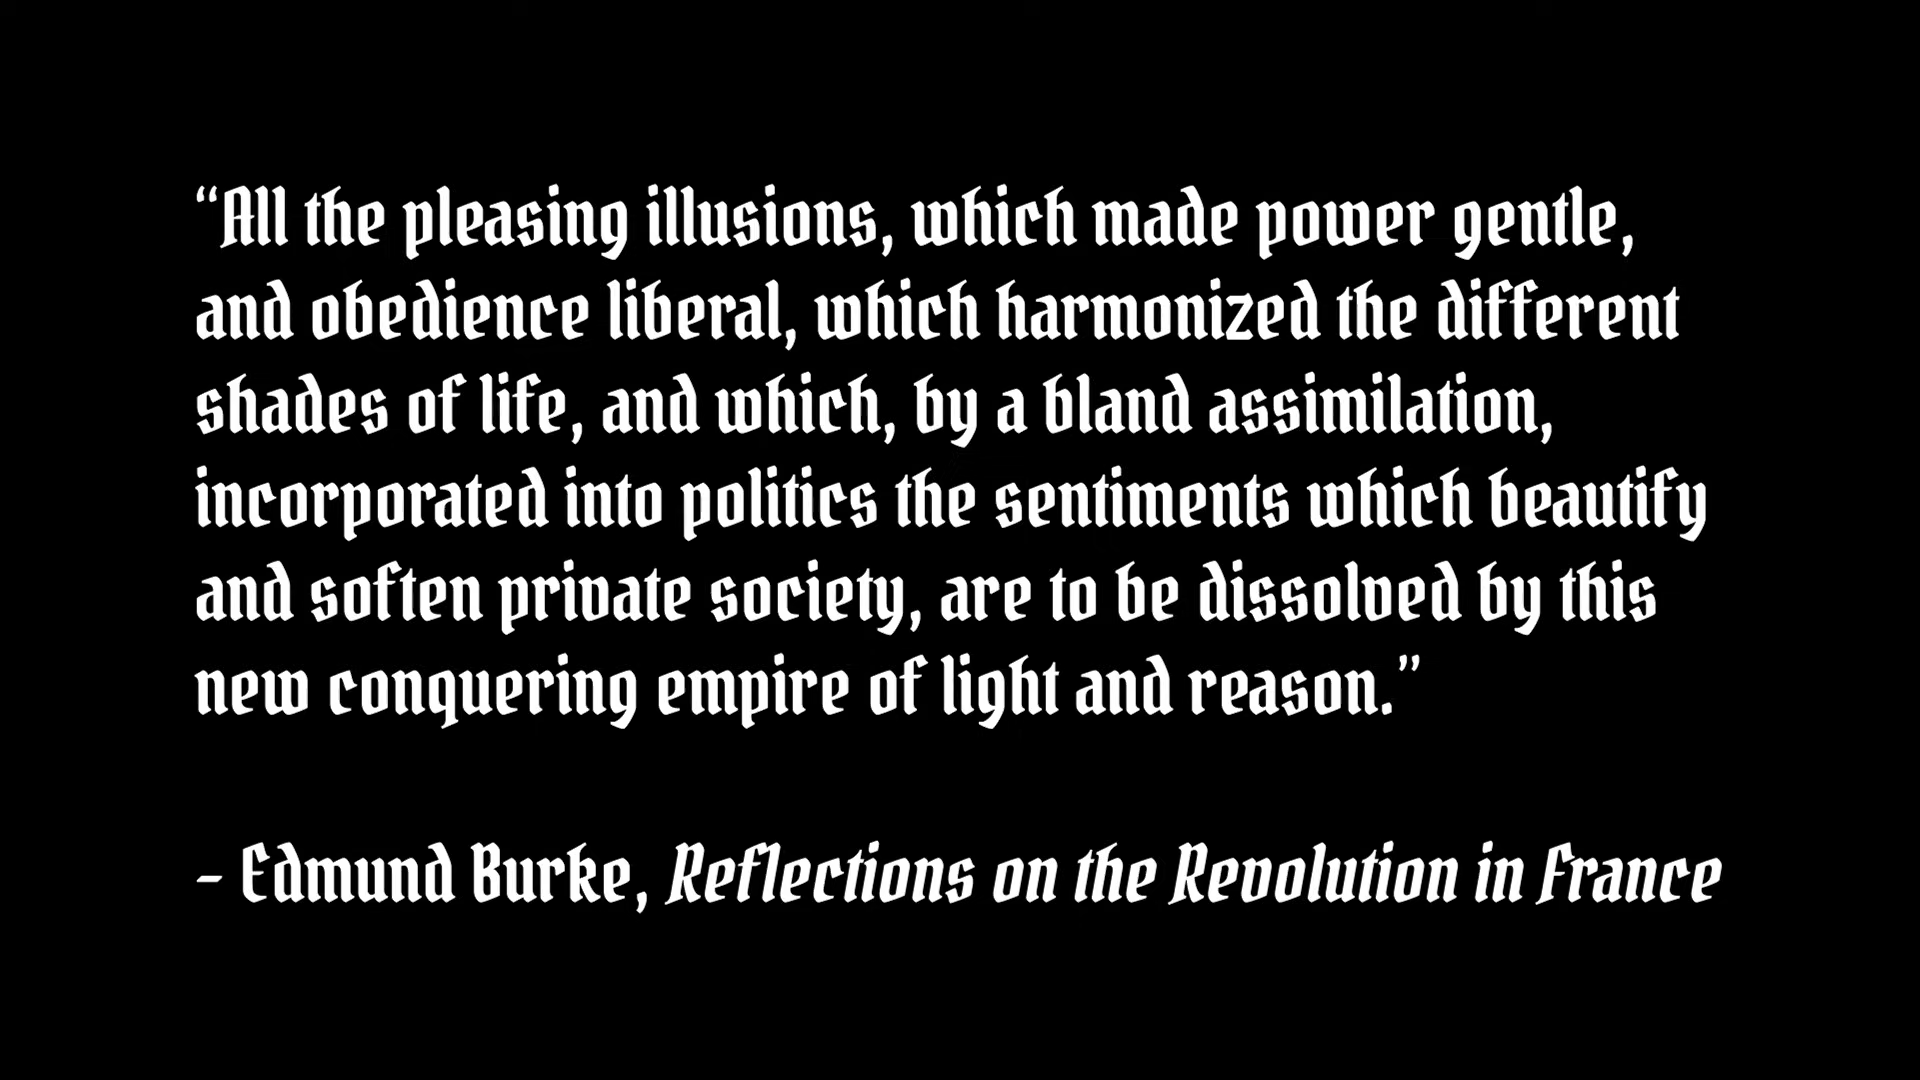 “All the pleasing illusions, which made power gentle,
and obedience liberal, which harmonized the different
shades of life, and which, by a bland assimilation,
incorporated into politics the sentiments which beautify
and soften private society, are to be dissolved by this
new conquering empire of light and reason.”
– Edmund Burke, Reflections on the Revolution in France